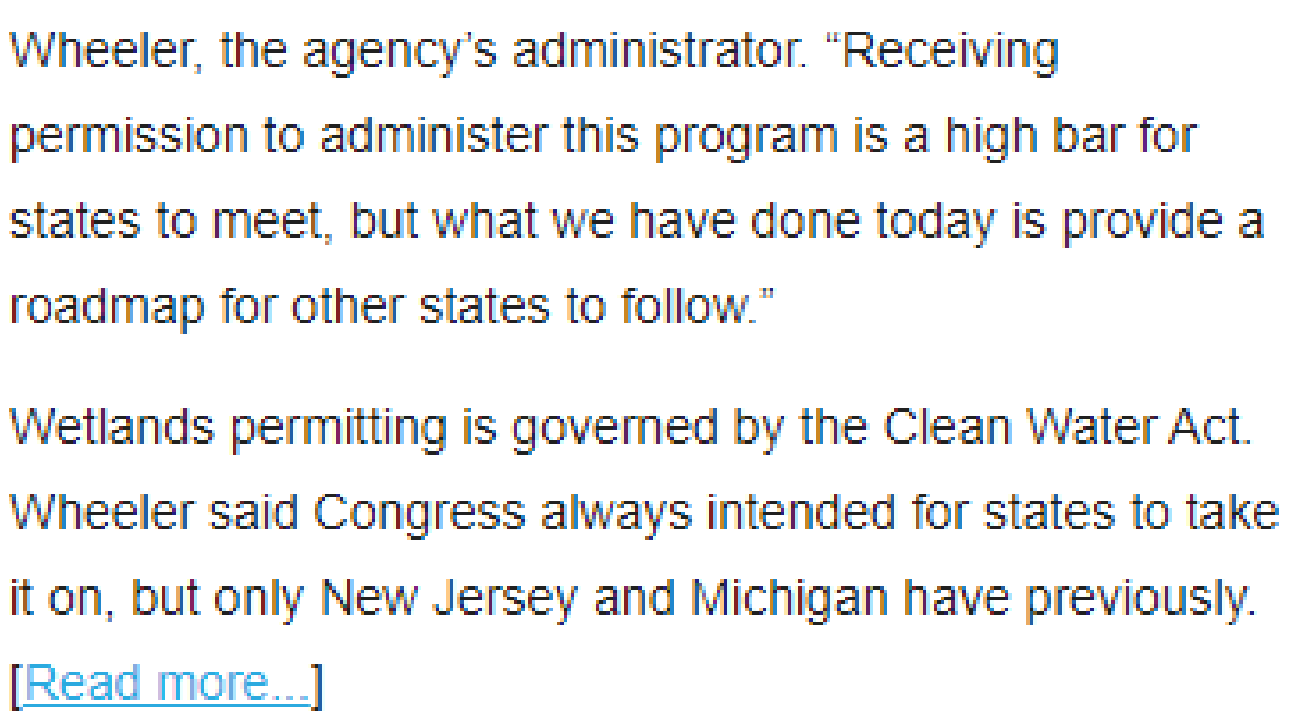 Wheeler, the agency’s administrator. “Receiving
permission to administer this program is a high bar for
states to meet, but what we have done today is provide a
roadmap for other states to follow.”
Wetlands permitting is governed by the Clean Water Act.
Wheeler said Congress always intended for states to take
it on, but only New Jersey and Michigan have previously.
[Read more...]